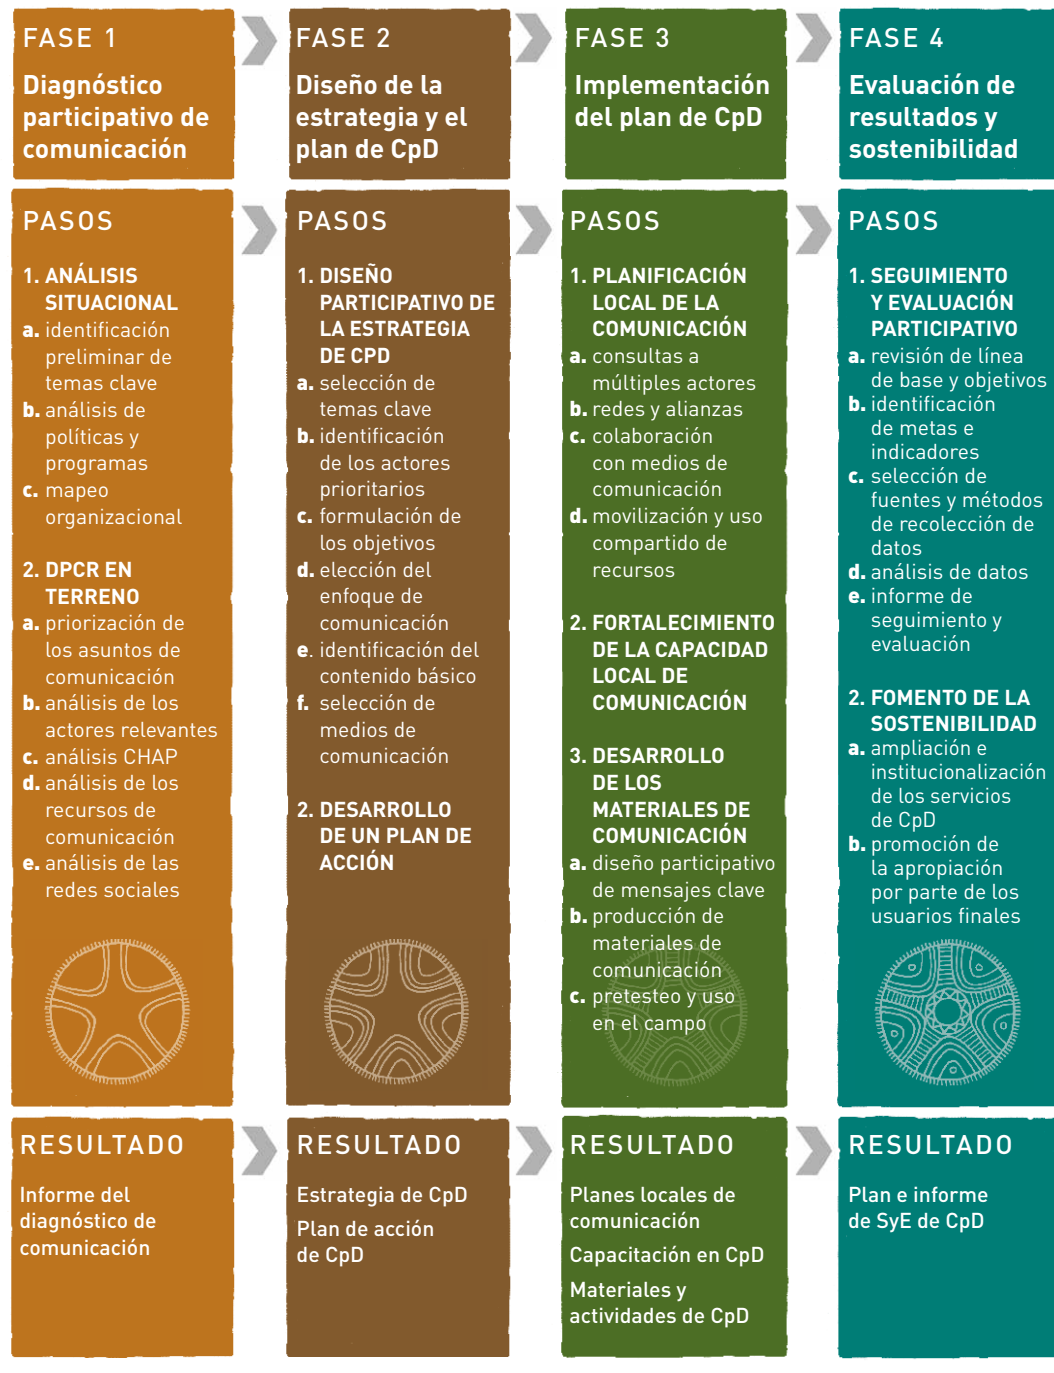 FASE 1
Diagnóstico
participativo de
comunicación
FASE 2
Diseño de la
estrategia y el
plan de CpD
FASE 3
Implementación
del plan de CpD
FASE 4
Evaluación de
resultados y
sostenibilidad
PASOS
1. ANÁLISIS
SITUACIONAL
a. identificación
preliminar de
temas clave
b. análisis de
políticas y
programas
c. mapeo
organizacional
2. DPCR EN
TERRENO
a. priorización de
los asuntos de
comunicación
b. análisis de los
actores relevantes
c. análisis CHAP
d. análisis de los
recursos de
comunicación
e. análisis de las
redes sociales
PASOS
1. DISEÑO
PARTICIPATIVO DE
LA ESTRATEGIA
DE CPD
a. selección de
temas clave
b. identificación
de los actores
prioritarios
c. formulación de
los objetivos
d. elección del
enfoque de
comunicación
e. identificación del
contenido básico
f. selección de
medios de
comunicación
2. DESARROLLO
DE UN PLAN DE
ACCIÓN
PASOS
1. PLANIFICACIÓN
LOCAL DE LA
COMUNICACIÓN
a. consultas a
múltiples actores
b. redes y alianzas
c. colaboración
con medios de
comunicación
d. movilización y uso
compartido de
recursos
2. FORTALECIMIENTO
DE LA CAPACIDAD
LOCAL DE
COMUNICACIÓN
3. DESARROLLO
DE LOS
MATERIALES DE
COMUNICACIÓN
a. diseño participativo
de mensajes clave
b. producción de
materiales de
comunicación
c. pretesteo y uso
en el campo
PASOS
1. SEGUIMIENTO
Y EVALUACIÓN
PARTICIPATIVO
a. revisión de línea
de base y objetivos
b. identificación
de metas e
indicadores
c. selección de
fuentes y métodos
de recolección de
datos
d. análisis de datos
e. informe de
seguimiento y
evaluación
2. FOMENTO DE LA
SOSTENIBILIDAD
a. ampliación e
institucionalización
de los servicios
de CpD
b. promoción de
la apropiación
por parte de los
usuarios finales
RESULTADO
Informe del
diagnóstico de
comunicación
RESULTADO
Estrategia de CpD
Plan de acción
de CpD
RESULTADO
Planes locales de
comunicación
Capacitación en CpD
Materiales y
actividades de CpD
RESULTADO
Plan e informe
de SyE de CpD